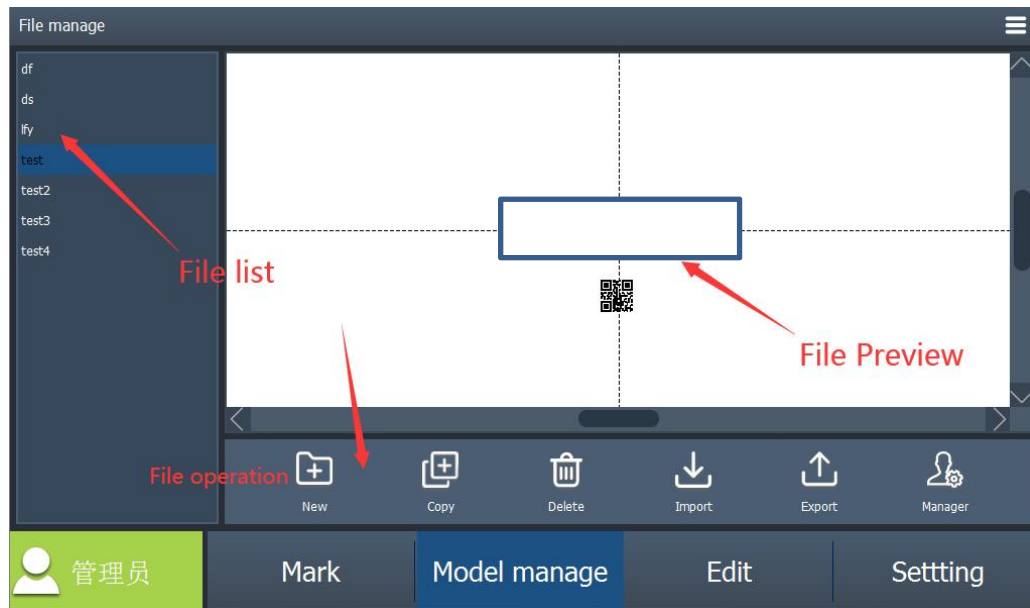 File manage
df
ds
lfy
test
test2
test3
test4
File list
File Preview
File operation
New
Copy
Delete
Import
Export
Manager
管理员
Mark
Model manage
Edit
Settting